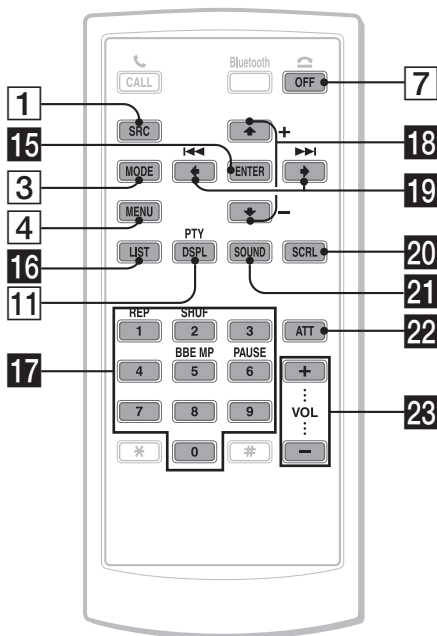 CALL Bluetooth OFF 7
1 SRC + 18
15 MODE ENTER 19
3 MENU -
4 PTY
16 LIST DSPL SOUND SCRL 20
11 21
REP SHUF
1 2 3 ATT 22
BBE MP PAUSE
17 4 5 6 +
7 8 9 VOL 23
* 0 # -